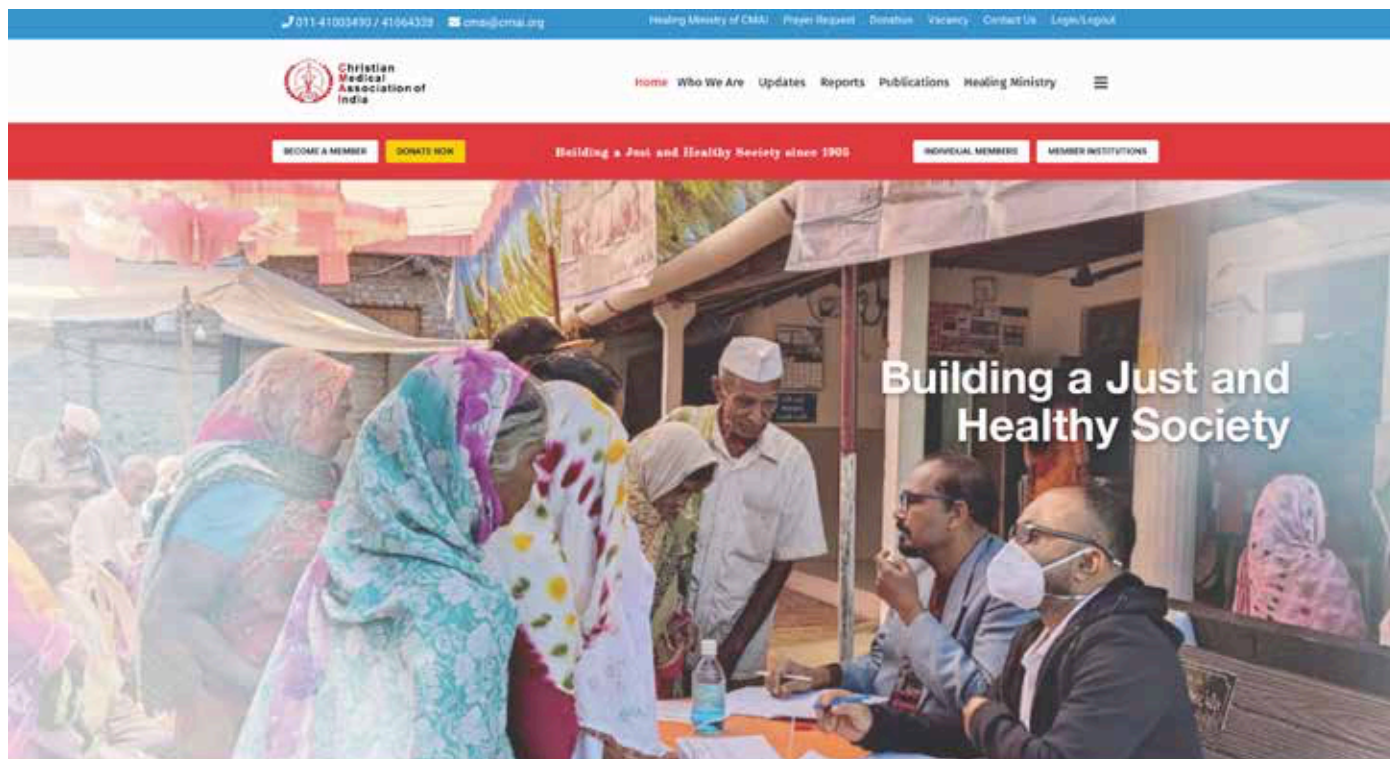 011-41003490 / 41064328 cmai@cmai.org Healing Ministry of CMAI Prayer Request Donation Vacancy Contact Us Login/Logout
Christian
Medical
Association of
India
Home Who We Are Updates Reports Publications Healing Ministry
BECOME A MEMBER DONATE NOW Building a Just and Healthy Society since 1905 INDIVIDUAL MEMBERS MEMBER INSTITUTIONS
Building a Just and
Healthy Society